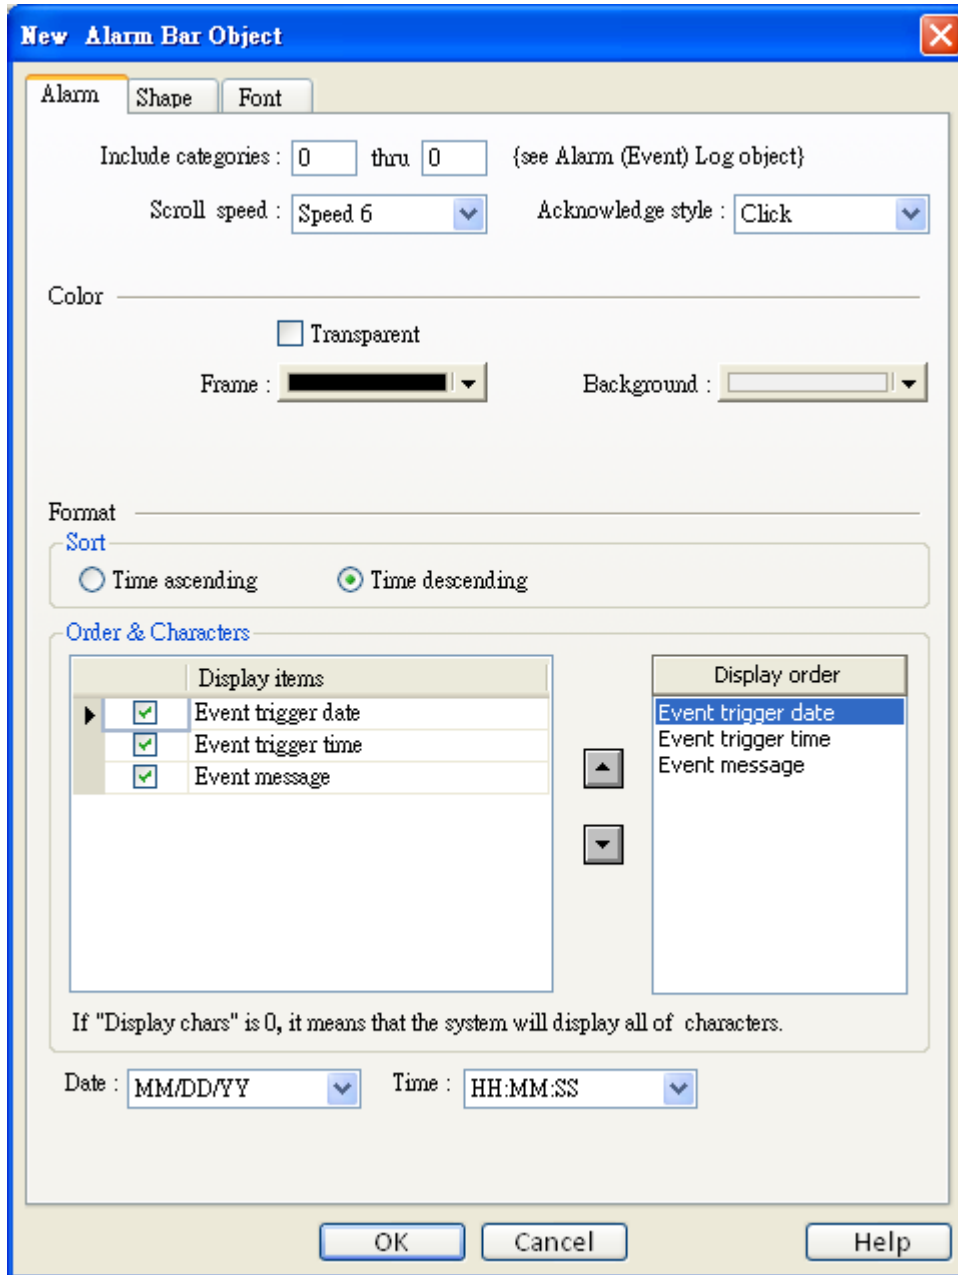 New Alarm Bar Object
Alarm Shape Font
Include categories : 0 thru 0 {see Alarm (Event) Log object}
Scroll speed : Speed 6 Acknowledge style : Click
Color
Transparent
Frame : Background :
Format
Sort
Time ascending Time descending
Order & Characters
Display items
Event trigger date
Event trigger time
Event message
Display order
Event trigger date
Event trigger time
Event message
If "Display chars" is 0, it means that the system will display all of characters.
Date : MM/DD/YY Time : HH:MM:SS
OK Cancel Help